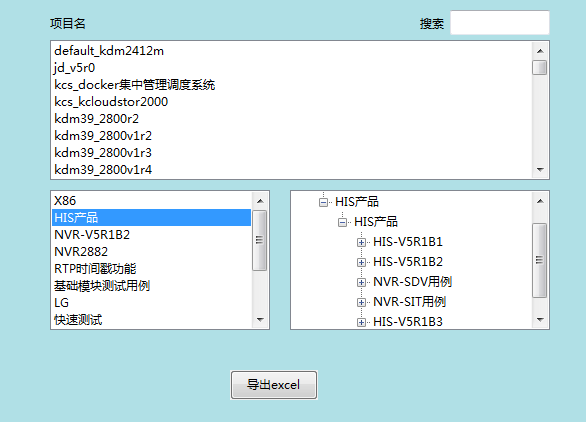 项目名
搜索
default_kdm2412m
jd_v5r0
kcs_docker集中管理调度系统
kcs_kcloudstor2000
kdm39_2800r2
kdm39_2800v1r2
kdm39_2800v1r3
kdm39_2800v1r4
X86
HIS产品
NVR-V5R1B2
NVR2882
RTP时间戳功能
基础模块测试用例
LG
快速测试
HIS产品
HIS产品
HIS-V5R1B1
HIS-V5R1B2
NVR-SDV用例
NVR-SIT用例
HIS-V5R1B3
导出excel